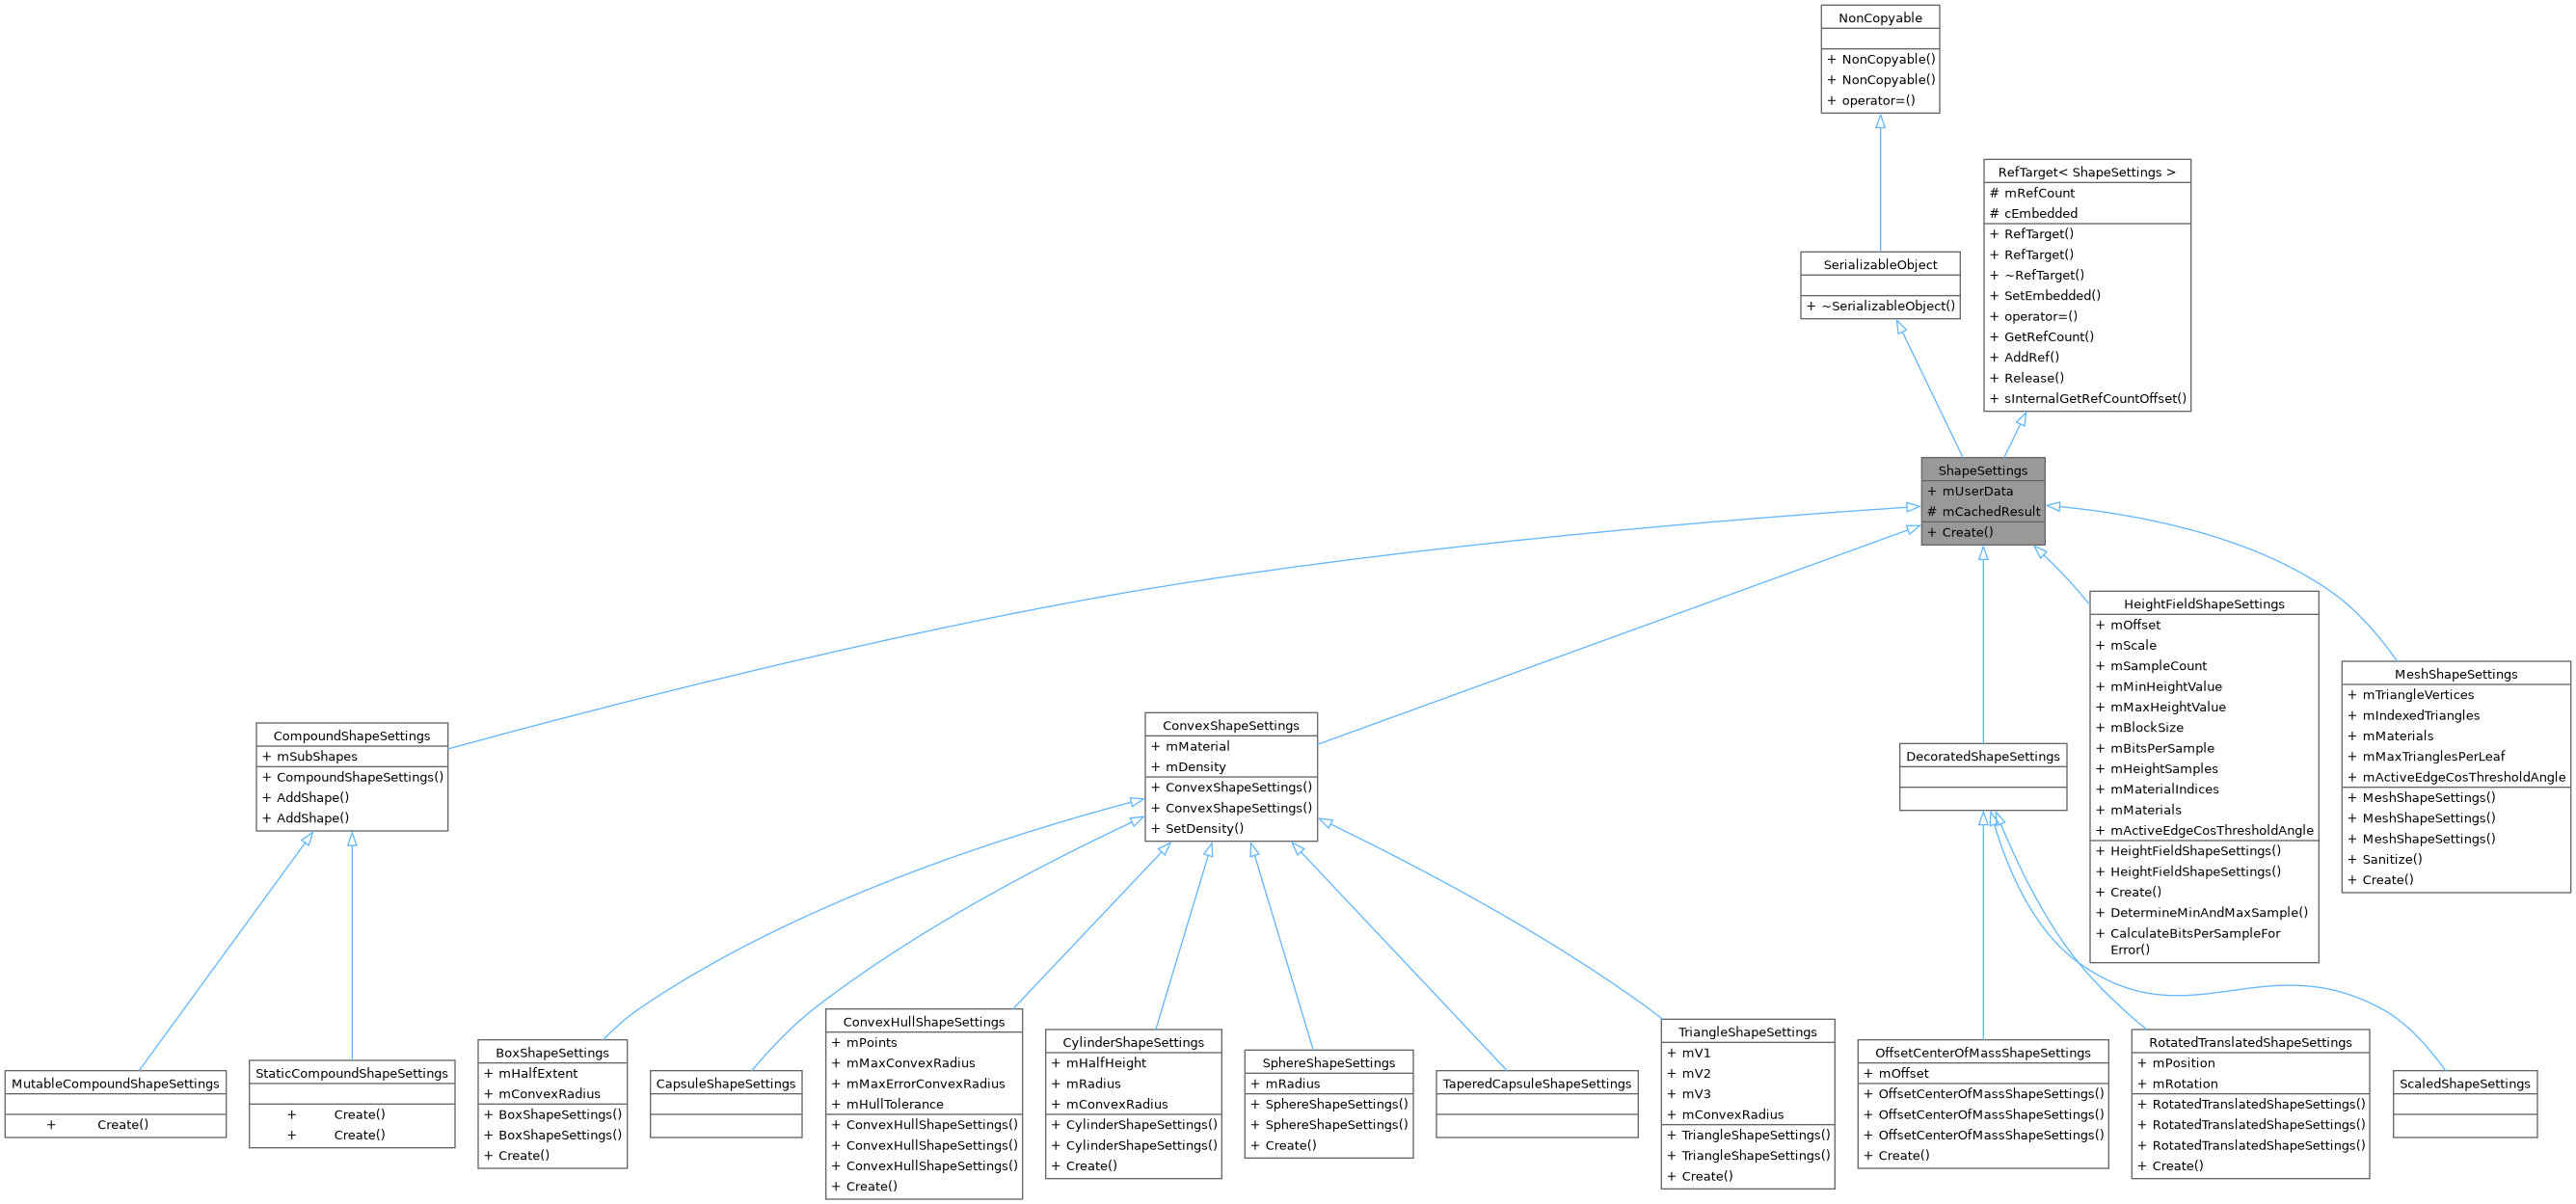 NonCopyable
+ NonCopyable()
+ NonCopyable()
+ operator=()
RefTarget< ShapeSettings >
# mRefCount
# cEmbedded
+ RefTarget()
+ RefTarget()
+ ~RefTarget()
+ SetEmbedded()
+ operator=()
+ GetRefCount()
+ AddRef()
+ Release()
+ sInternalGetRefCountOffset()
SerializableObject
+ ~SerializableObject()
ShapeSettings
+ mUserData
# mCachedResult
+ Create()
HeightFieldShapeSettings
+ mOffset
+ mScale
+ mSampleCount
+ mMinHeightValue
+ mMaxHeightValue
+ mBlockSize
+ mBitsPerSample
+ mHeightSamples
+ mMaterialIndices
+ mMaterials
+ mActiveEdgeCosThresholdAngle
+ HeightFieldShapeSettings()
+ HeightFieldShapeSettings()
+ Create()
+ DetermineMinAndMaxSample()
+ CalculateBitsPerSampleFor
Error()
MeshShapeSettings
+ mTriangleVertices
+ mIndexedTriangles
+ mMaterials
+ mMaxTrianglesPerLeaf
+ mActiveEdgeCosThresholdAngle
+ MeshShapeSettings()
+ MeshShapeSettings()
+ MeshShapeSettings()
+ Sanitize()
+ Create()
CompoundShapeSettings
+ mSubShapes
+ CompoundShapeSettings()
+ AddShape()
+ AddShape()
ConvexShapeSettings
+ mMaterial
+ mDensity
+ ConvexShapeSettings()
+ ConvexShapeSettings()
+ SetDensity()
DecoratedShapeSettings
MutableCompoundShapeSettings
+ Create()
StaticCompoundShapeSettings
+ Create()
+ Create()
BoxShapeSettings
+ mHalfExtent
+ mConvexRadius
+ BoxShapeSettings()
+ BoxShapeSettings()
+ Create()
CapsuleShapeSettings
ConvexHullShapeSettings
+ mPoints
+ mMaxConvexRadius
+ mMaxErrorConvexRadius
+ mHullTolerance
+ ConvexHullShapeSettings()
+ ConvexHullShapeSettings()
+ ConvexHullShapeSettings()
+ Create()
CylinderShapeSettings
+ mHalfHeight
+ mRadius
+ mConvexRadius
+ CylinderShapeSettings()
+ CylinderShapeSettings()
+ Create()
SphereShapeSettings
+ mRadius
+ SphereShapeSettings()
+ SphereShapeSettings()
+ Create()
TaperedCapsuleShapeSettings
TriangleShapeSettings
+ mV1
+ mV2
+ mV3
+ mConvexRadius
+ TriangleShapeSettings()
+ TriangleShapeSettings()
+ Create()
OffsetCenterOfMassShapeSettings
+ mOffset
+ OffsetCenterOfMassShapeSettings()
+ OffsetCenterOfMassShapeSettings()
+ OffsetCenterOfMassShapeSettings()
+ Create()
RotatedTranslatedShapeSettings
+ mPosition
+ mRotation
+ RotatedTranslatedShapeSettings()
+ RotatedTranslatedShapeSettings()
+ RotatedTranslatedShapeSettings()
+ Create()
ScaledShapeSettings